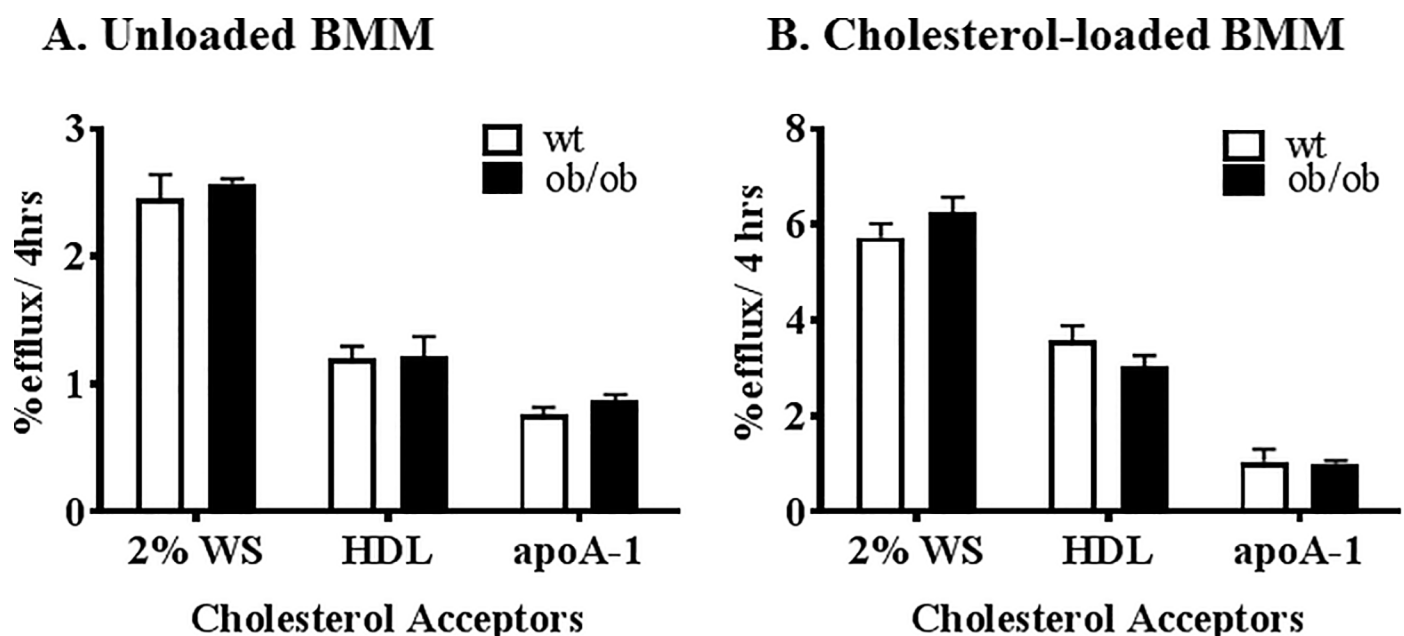 A. Unloaded BMM
3
2
1
0
%efflux/ 4hrs
wt
ob/ob
2% WS HDL apoA-1
Cholesterol Acceptors
B. Cholesterol-loaded BMM
8
6
4
2
0
%efflux/ 4 hrs
wt
ob/ob
2% WS HDL apoA-1
Cholesterol Acceptors